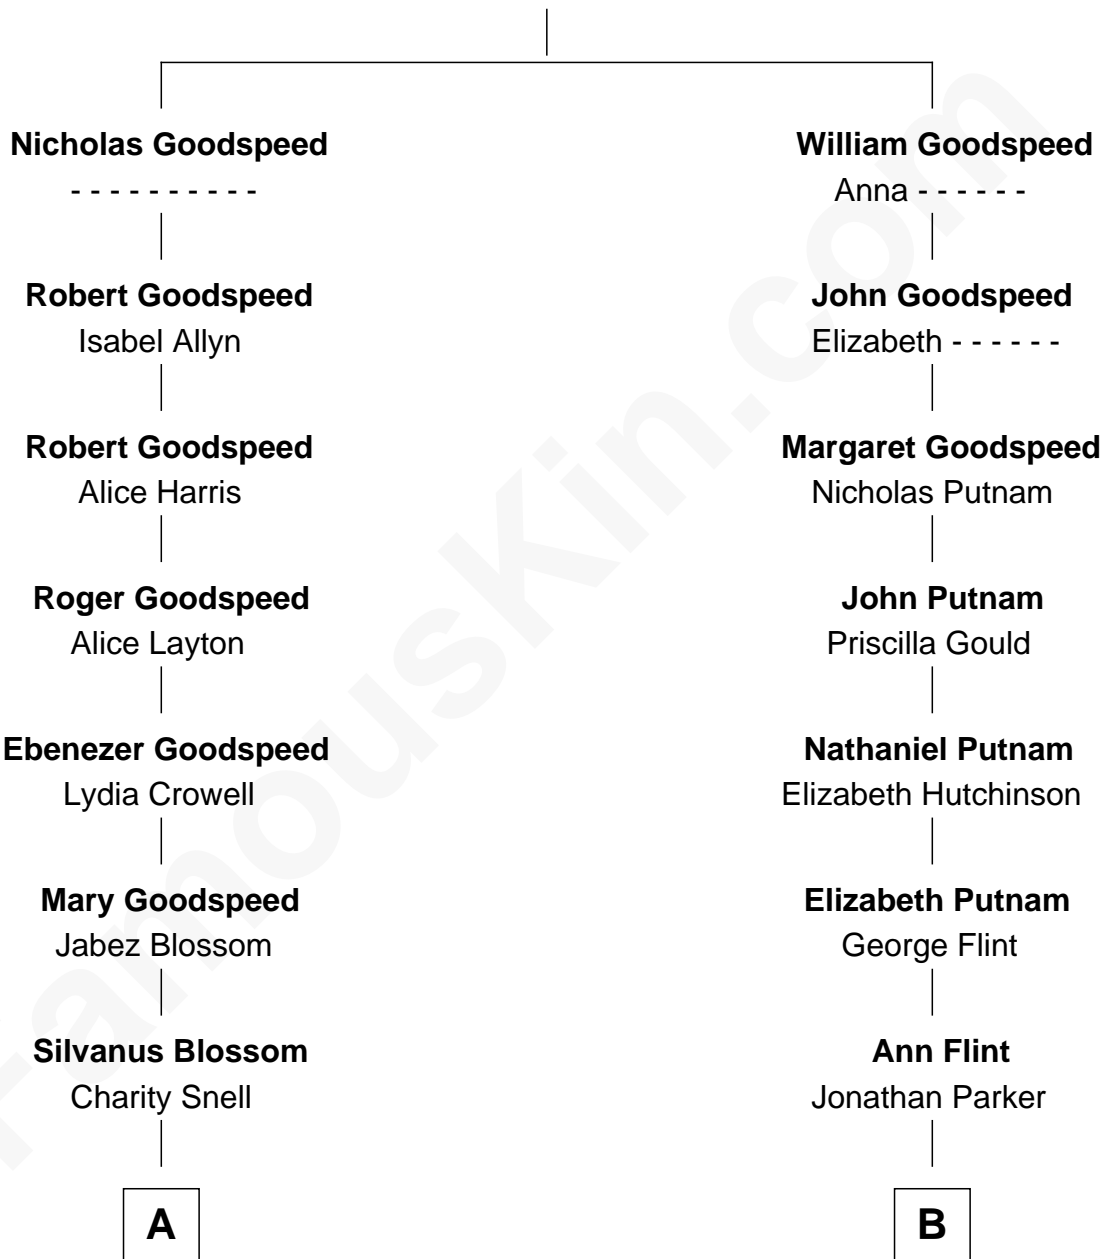 Nicholas Goodspeed
- - - - - - - - - -
Robert Goodspeed
Isabel Allyn
Robert Goodspeed
Alice Harris
Roger Goodspeed
Alice Layton
Ebenezer Goodspeed
Lydia Crowell
Mary Goodspeed
Jabez Blossom
Silvanus Blossom
Charity Snell
A
William Goodspeed
Anna - - - - - -
John Goodspeed
Elizabeth - - - - - -
Margaret Goodspeed
Nicholas Putnam
John Putnam
Priscilla Gould
Nathaniel Putnam
Elizabeth Hutchinson
Elizabeth Putnam
George Flint
Ann Flint
Jonathan Parker
B
FamousKin.com